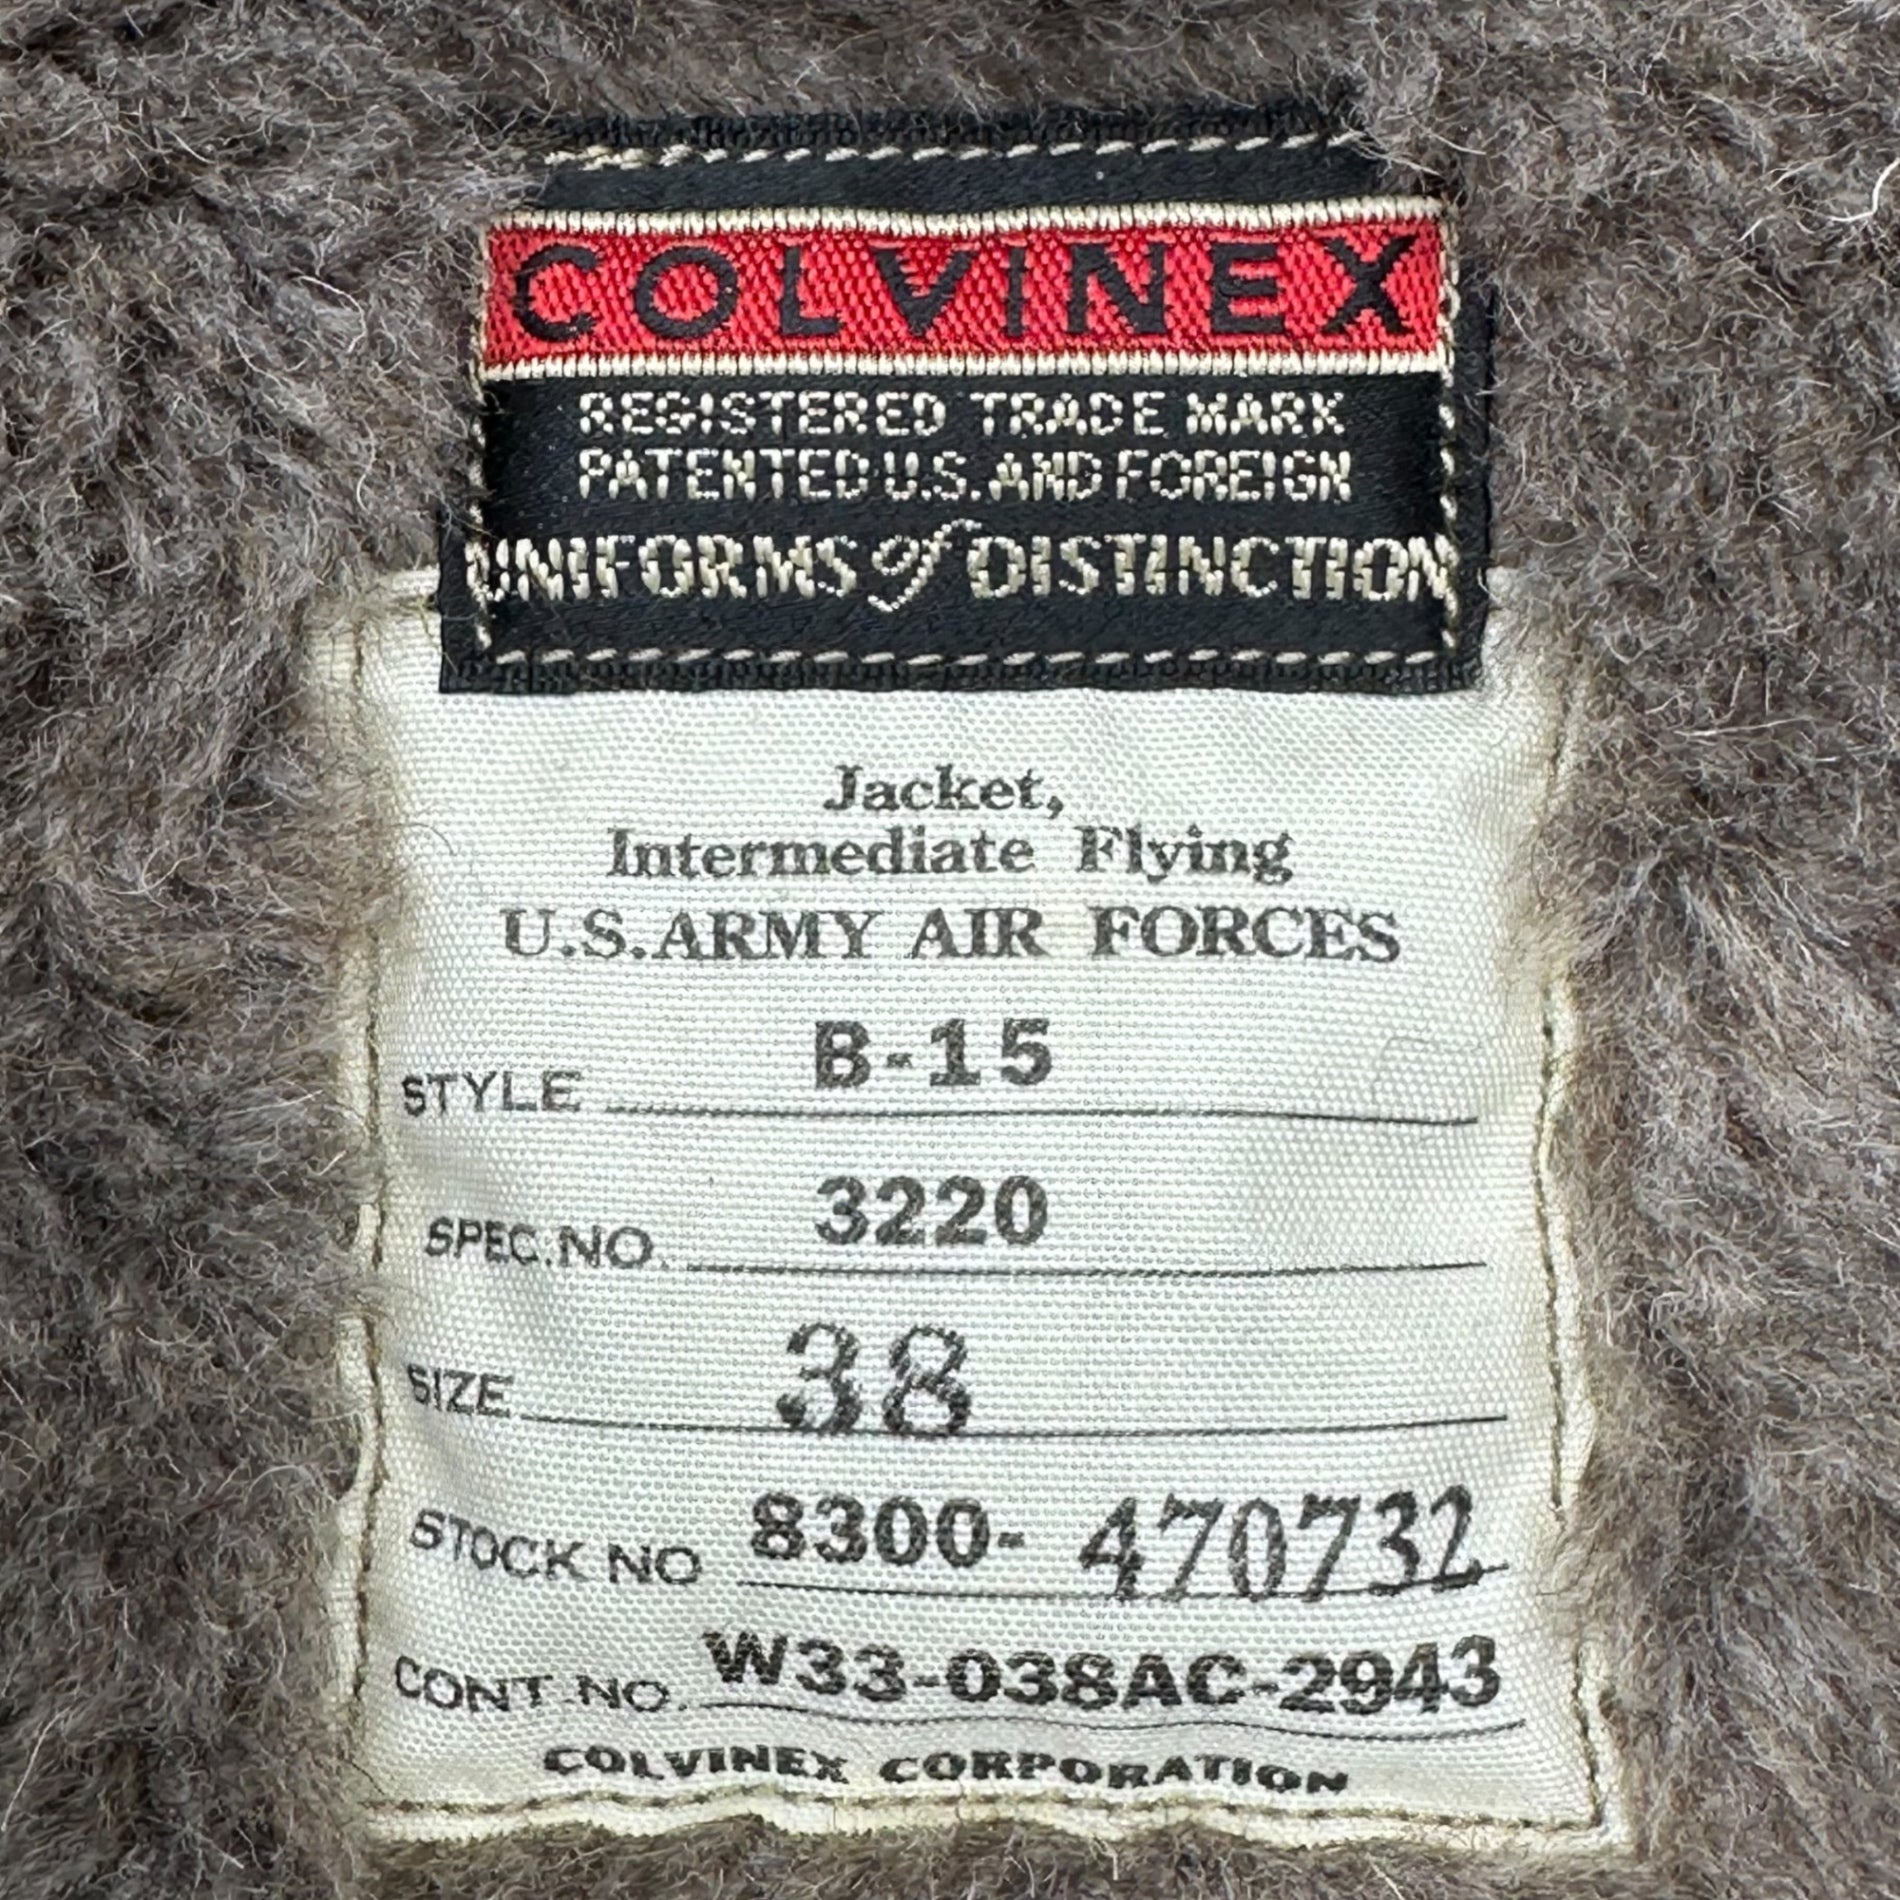 COLVINEX
REGISTERED TRADE MARK
PATENTED U.S. AND FOREIGN
UNIFORMS of DISTINCTION
Jacket,
Intermediate Flying
U.S.ARMY AIR FORCES
STYLE B-15
SPEC.NO. 3220
SIZE 38
STOCK NO 8300- 470732
CONT.NO. W33-038AC-2943
COLVINEX CORPORATION